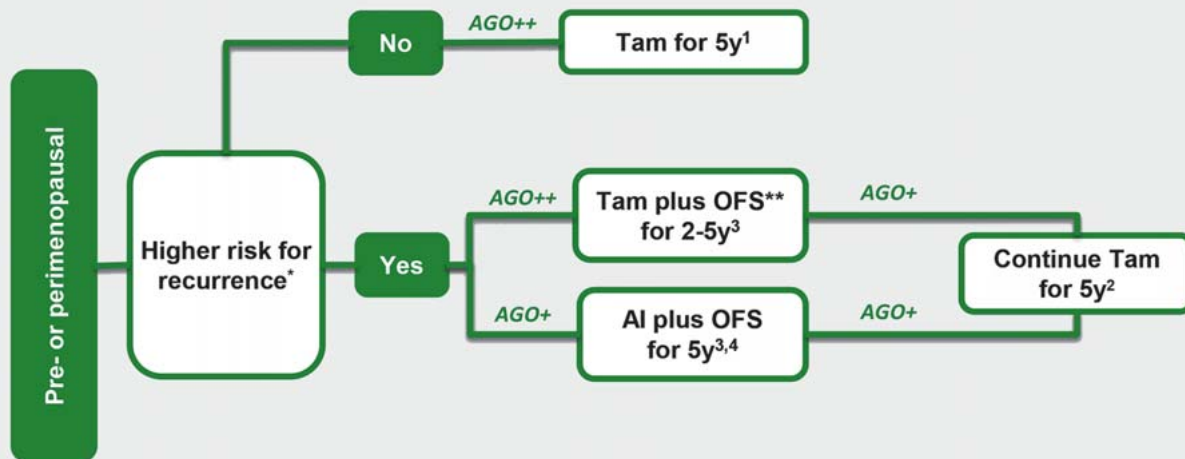 Pre- or perimenopausal
Higher risk for
recurrence*
No
AGO++
Tam for 5y¹
Yes
AGO++
Tam plus OFS**
for 2-5y³
AGO+
AGO+
AI plus OFS
for 5y³,⁴
AGO+
Continue Tam
for 5y²